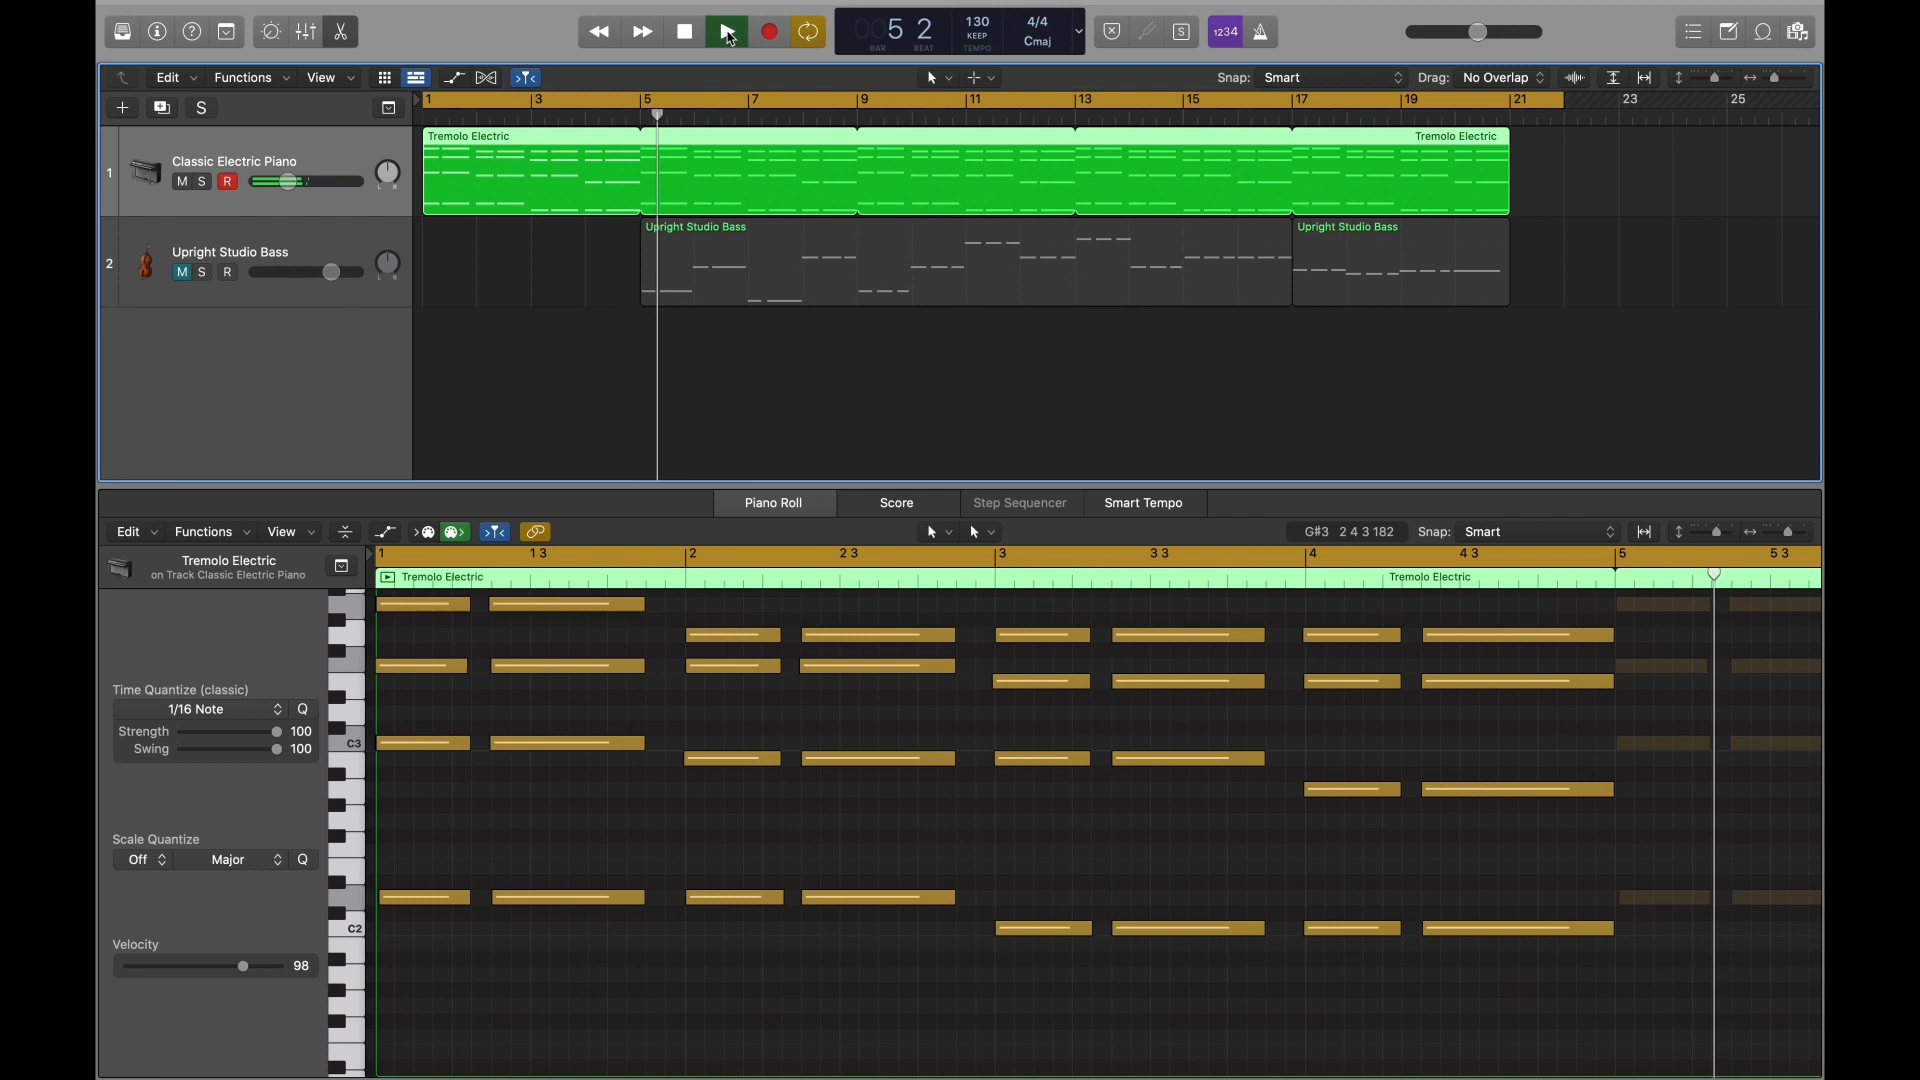 005 2
BAR BEAT
130
KEEP
TEMPO
4/4
Cmaj
S
1234
Edit Functions View
Snap: Smart Drag: No Overlap
S
1 3 5 7 9 11 13 15 17 19 21 23 25
1
Classic Electric Piano
M S R
L R
Tremolo Electric Tremolo Electric
2
Upright Studio Bass
M S R
L R
Upright Studio Bass Upright Studio Bass
Piano Roll Score Step Sequencer Smart Tempo
Edit Functions View
G#3 2 4 3 182 Snap: Smart
Tremolo Electric
on Track Classic Electric Piano
1 1 3 2 2 3 3 3 3 4 4 3 5 5 3
Tremolo Electric Tremolo Electric
Time Quantize (classic)
1/16 Note Q
Strength 100
Swing 100
C3
Scale Quantize
Off Major Q
C2
Velocity
98